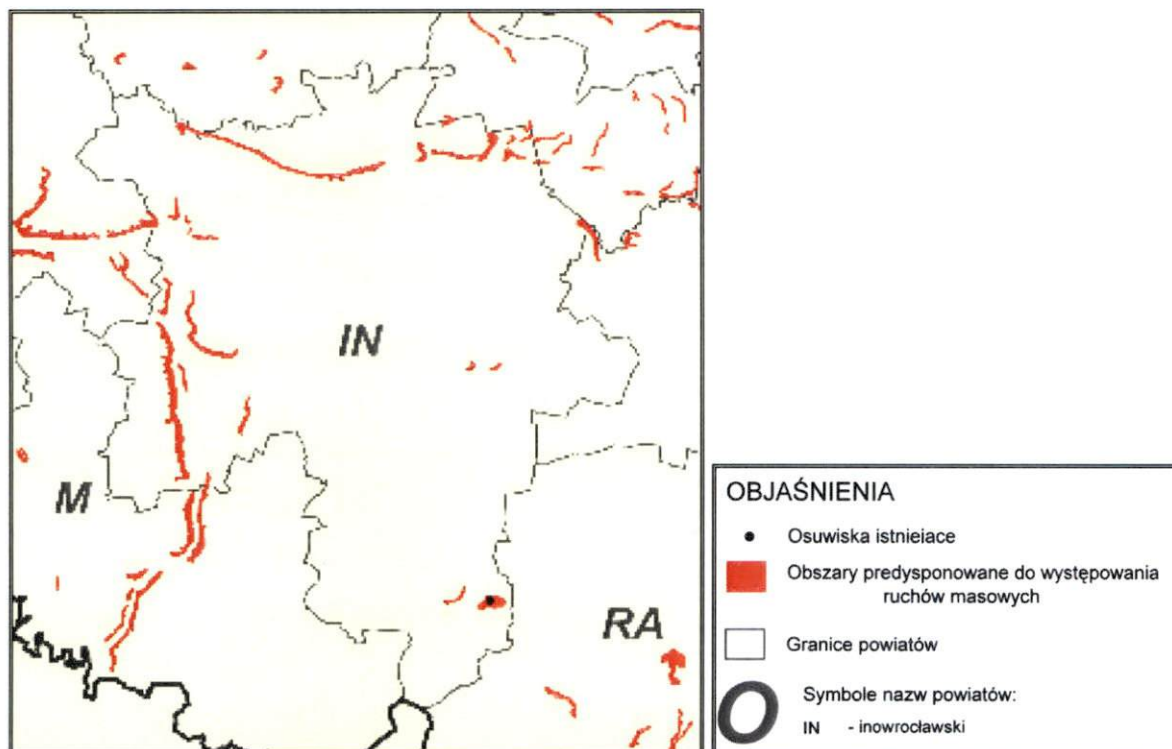 IN
M
RA
OBJAŚNIENIA
Osuwiska istnieiace
Obszary predysponowane do występowania
ruchów masowych
Granice powiatów
O
Symbole nazw powiatów:
IN - inowrocławski